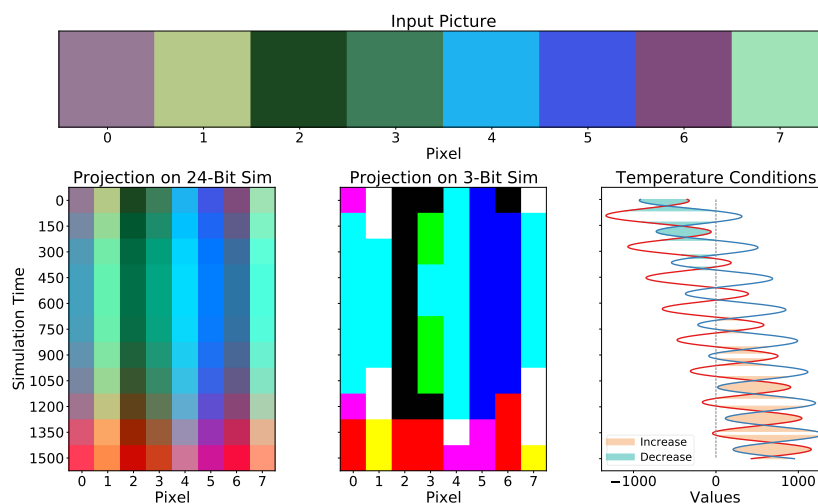 Input Picture
0 1 2 3 4 5 6 7
Pixel
Projection on 24-Bit Sim
Simulation Time
0
150
300
450
600
750
900
1050
1200
1350
1500
0 1 2 3 4 5 6 7
Pixel
Projection on 3-Bit Sim
0 1 2 3 4 5 6 7
Pixel
Temperature Conditions
Increase
Decrease
−1000 0 1000
Values